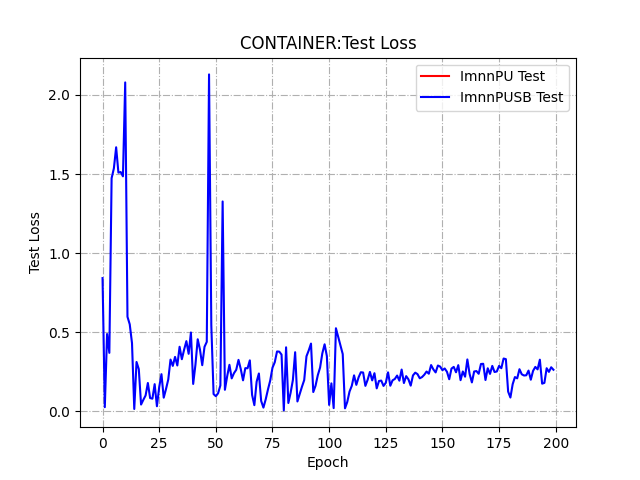 CONTAINER:Test Loss
ImnnPU Test
ImnnPUSB Test
Test Loss
2.0
1.5
1.0
0.5
0.0
0 25 50 75 100 125 150 175 200
Epoch